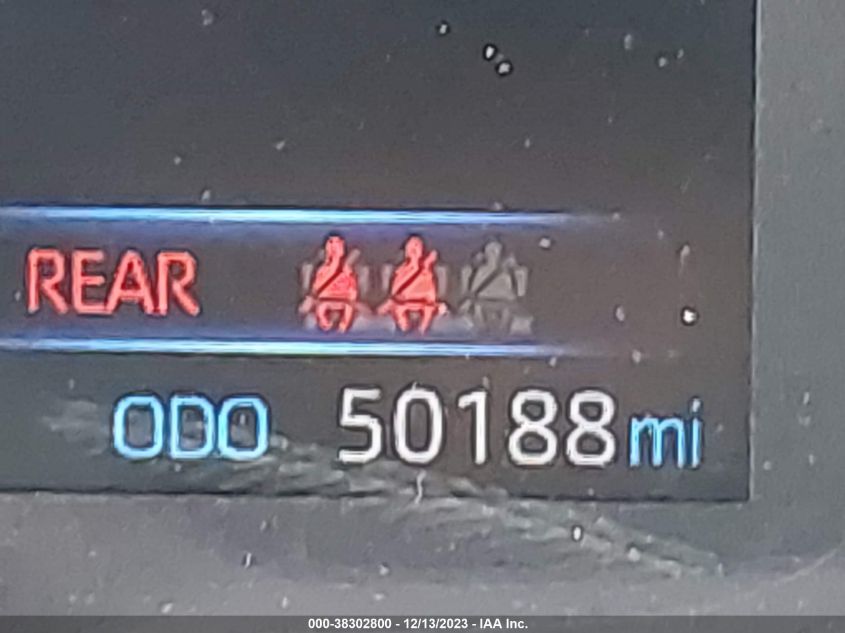 REAR
ODO 50188 mi
000-38302800 - 12/13/2023 - IAA Inc.